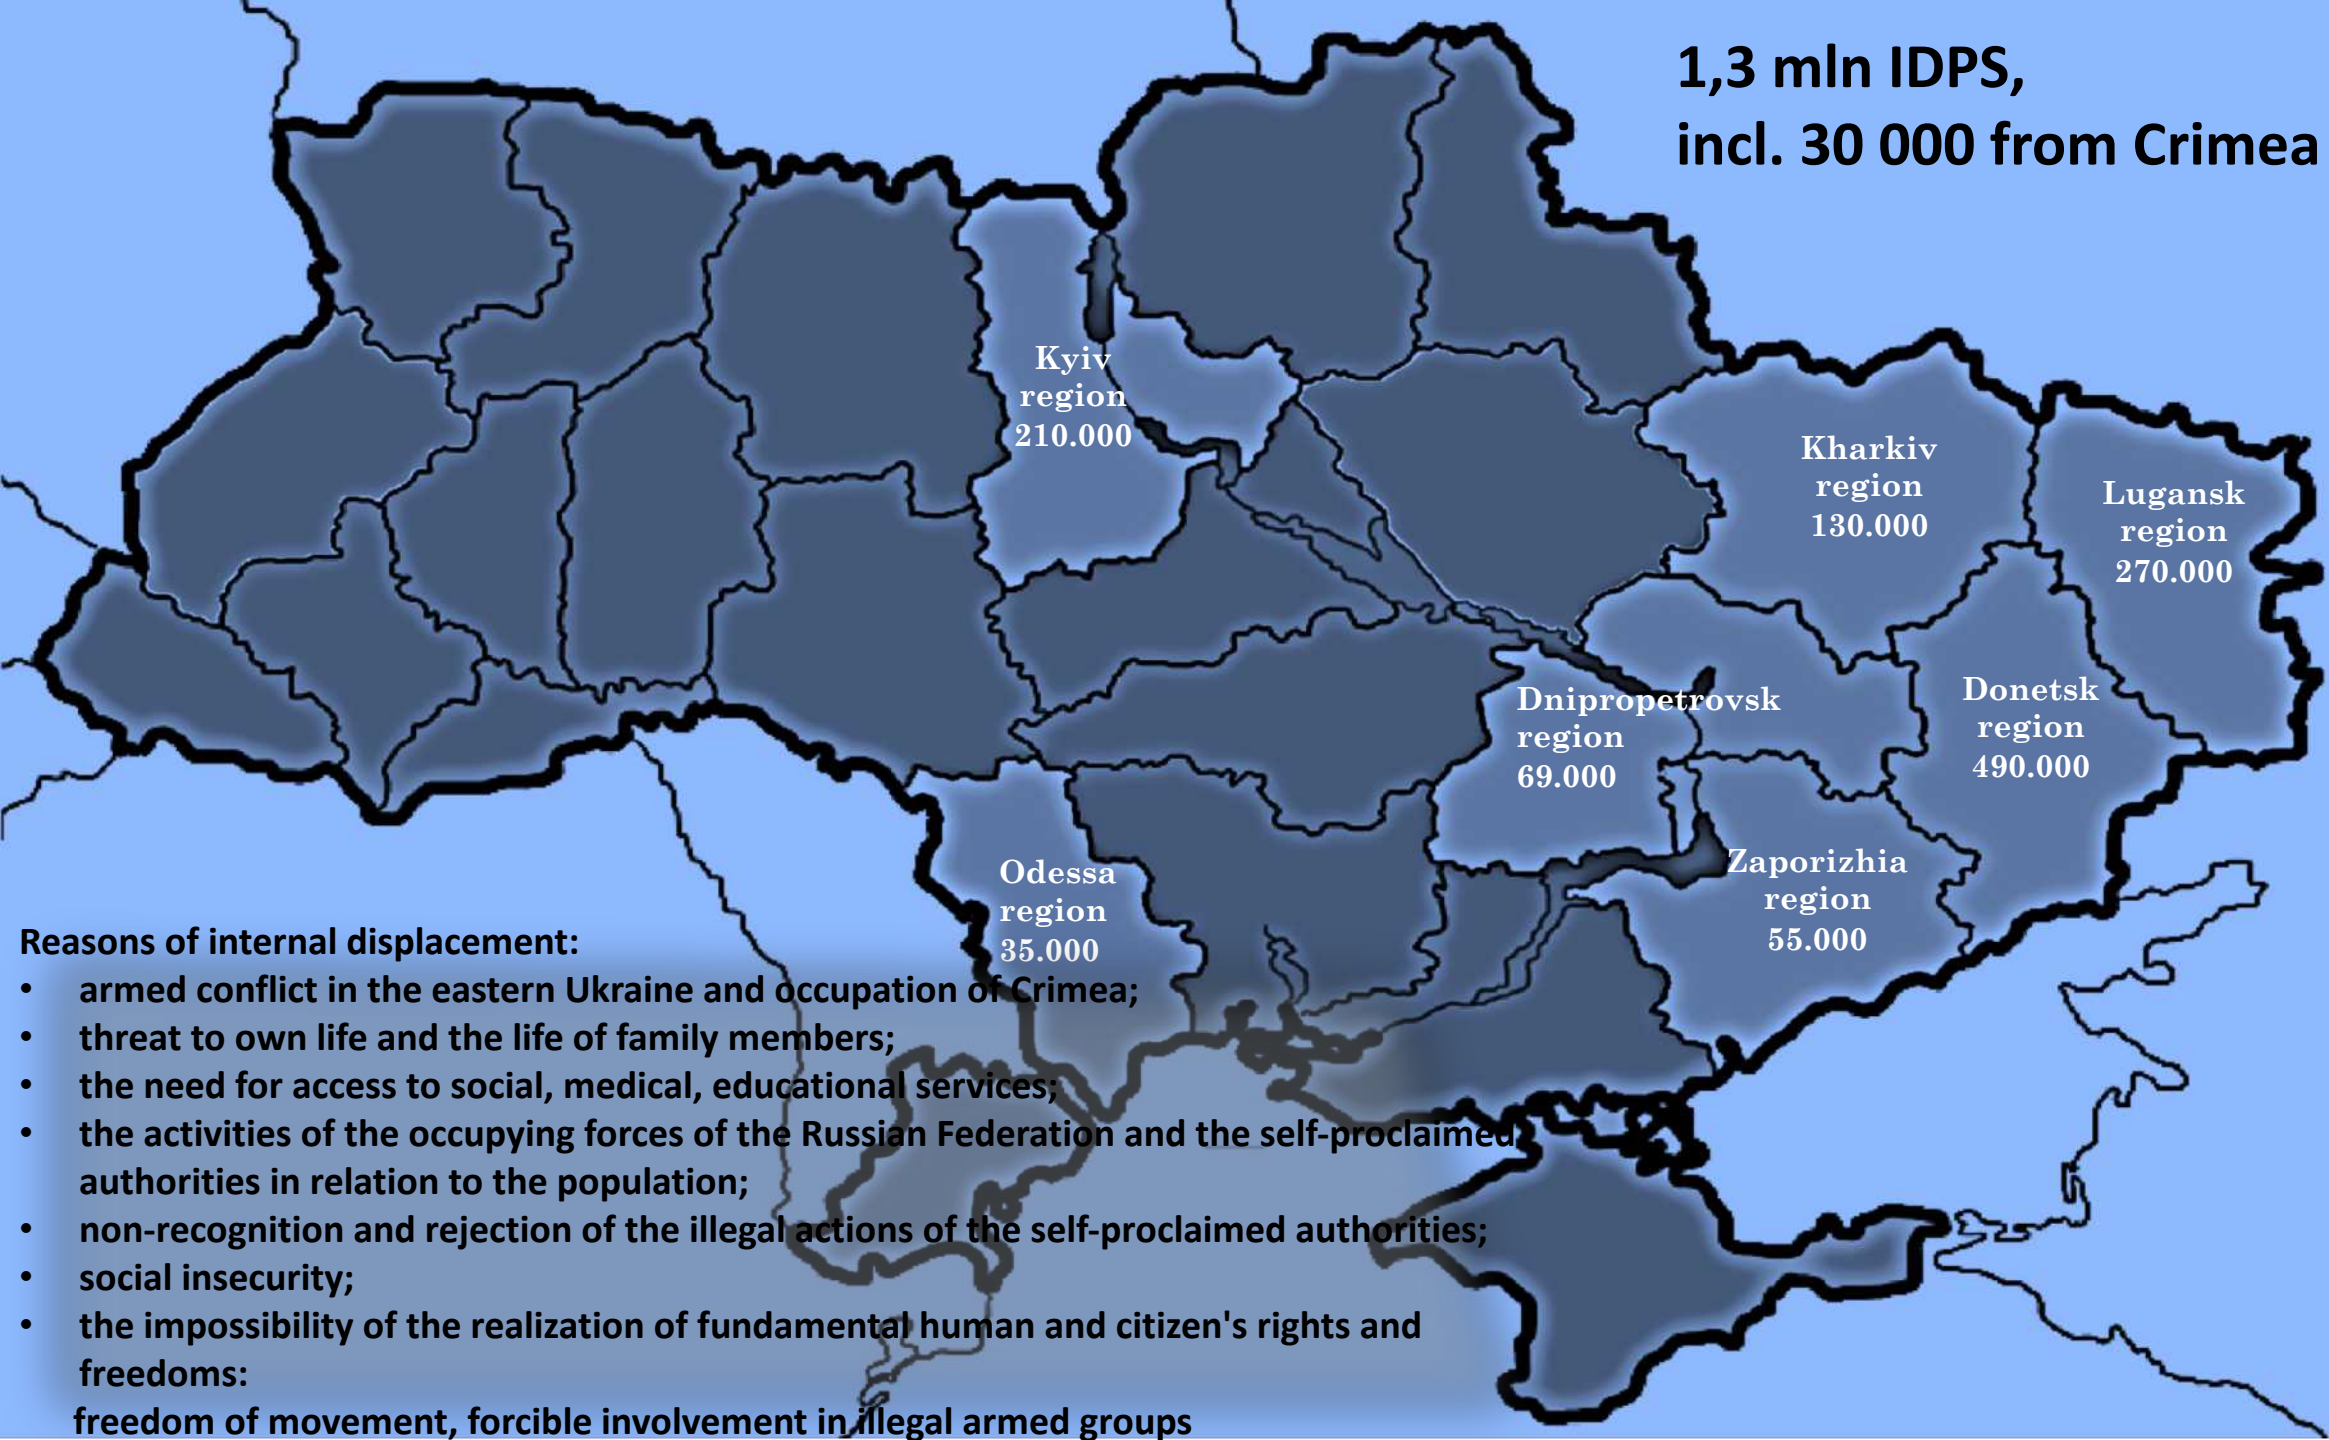 1,3 mln IDPS,
incl. 30 000 from Crimea
Kyiv
region
210.000
Kharkiv
region
130.000
Lugansk
region
270.000
Dnipropetrovsk
region
69.000
Donetsk
region
490.000
Odessa
region
35.000
Zaporizhia
region
55.000
Reasons of internal displacement:
• armed conflict in the eastern Ukraine and occupation of Crimea;
• threat to own life and the life of family members;
• the need for access to social, medical, educational services;
• the activities of the occupying forces of the Russian Federation and the self-proclaimed
authorities in relation to the population;
• non-recognition and rejection of the illegal actions of the self-proclaimed authorities;
• social insecurity;
• the impossibility of the realization of fundamental human and citizen's rights and
freedoms:
freedom of movement, forcible involvement in illegal armed groups